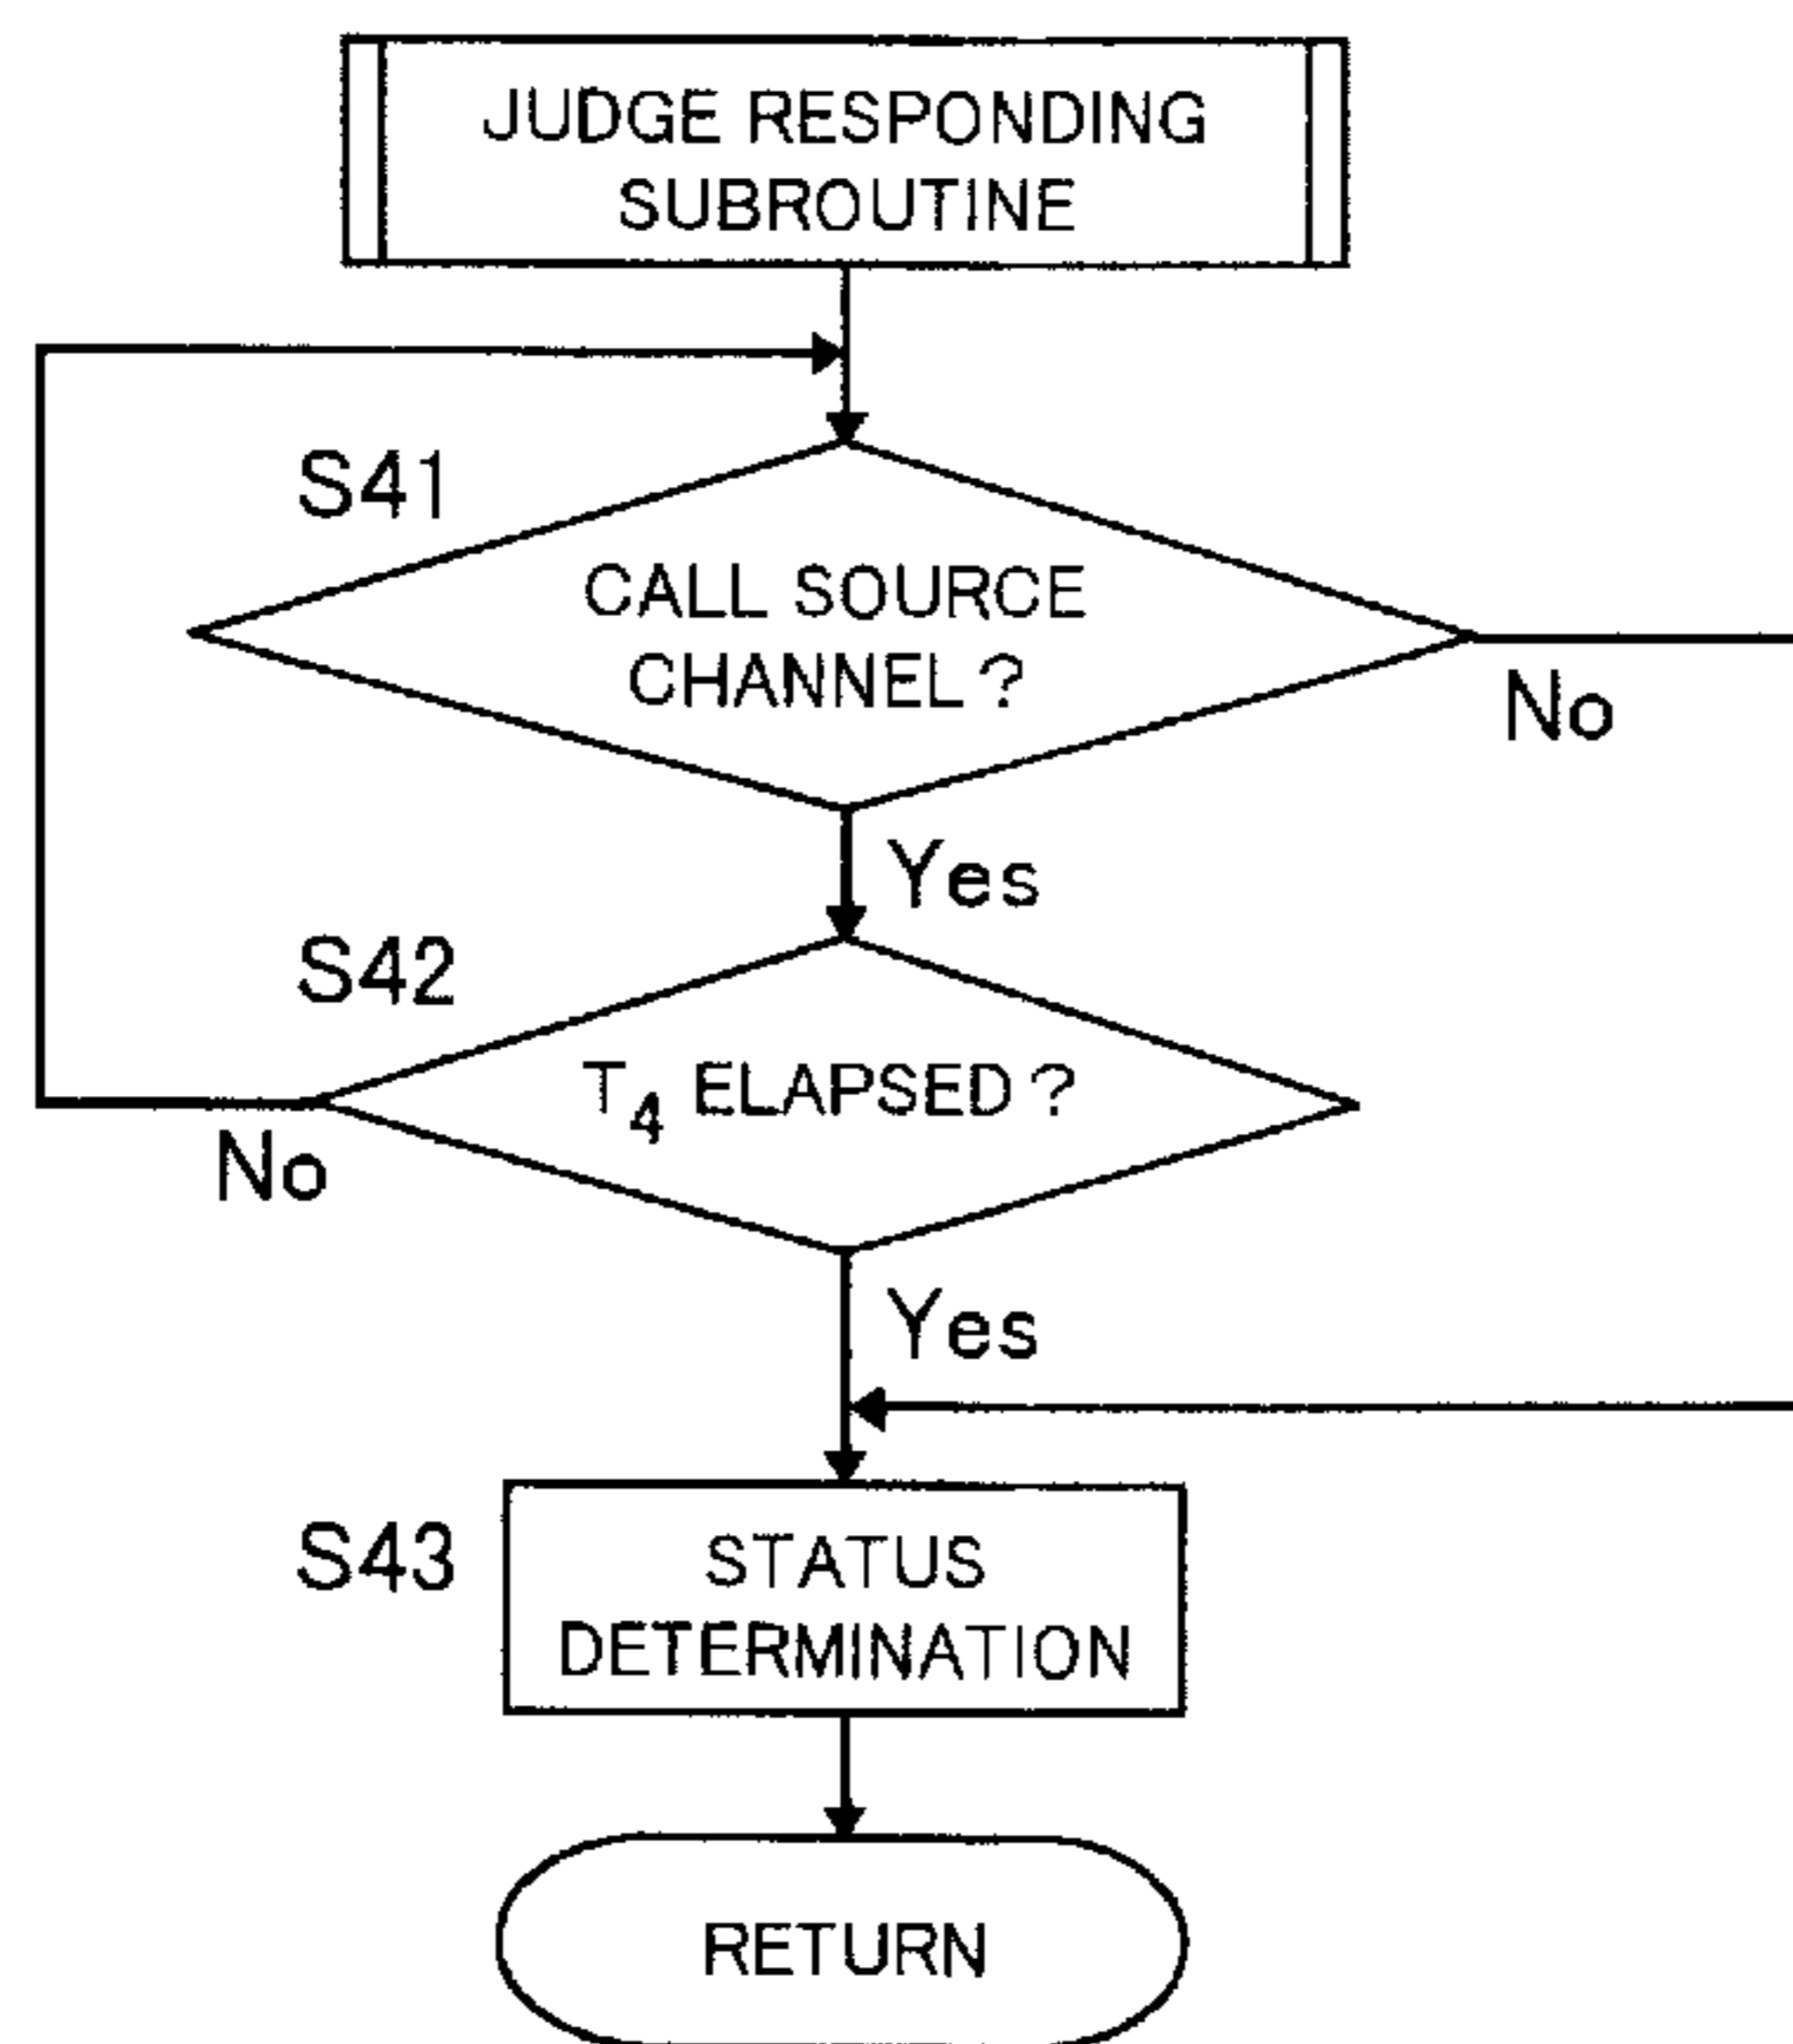 JUDGE RESPONDING
SUBROUTINE
S41
CALL SOURCE
CHANNEL?
No
Yes
S42
T₄ ELAPSED?
No
Yes
S43
STATUS
DETERMINATION
RETURN